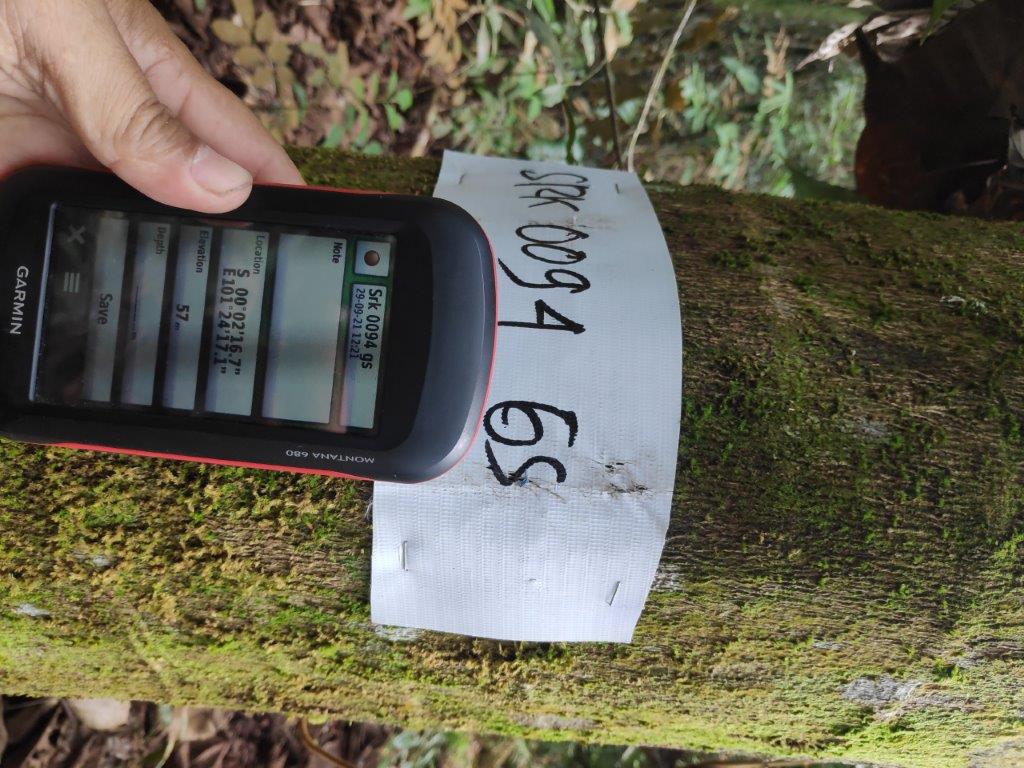 SRK 0094 GS
Srk 0094 gs
29-09-21 12:21
Note
Location
S 00°02'16.7"
E101°24'17.1"
Elevation
57m
Depth
m
Save
MONTANA 680
GARMIN